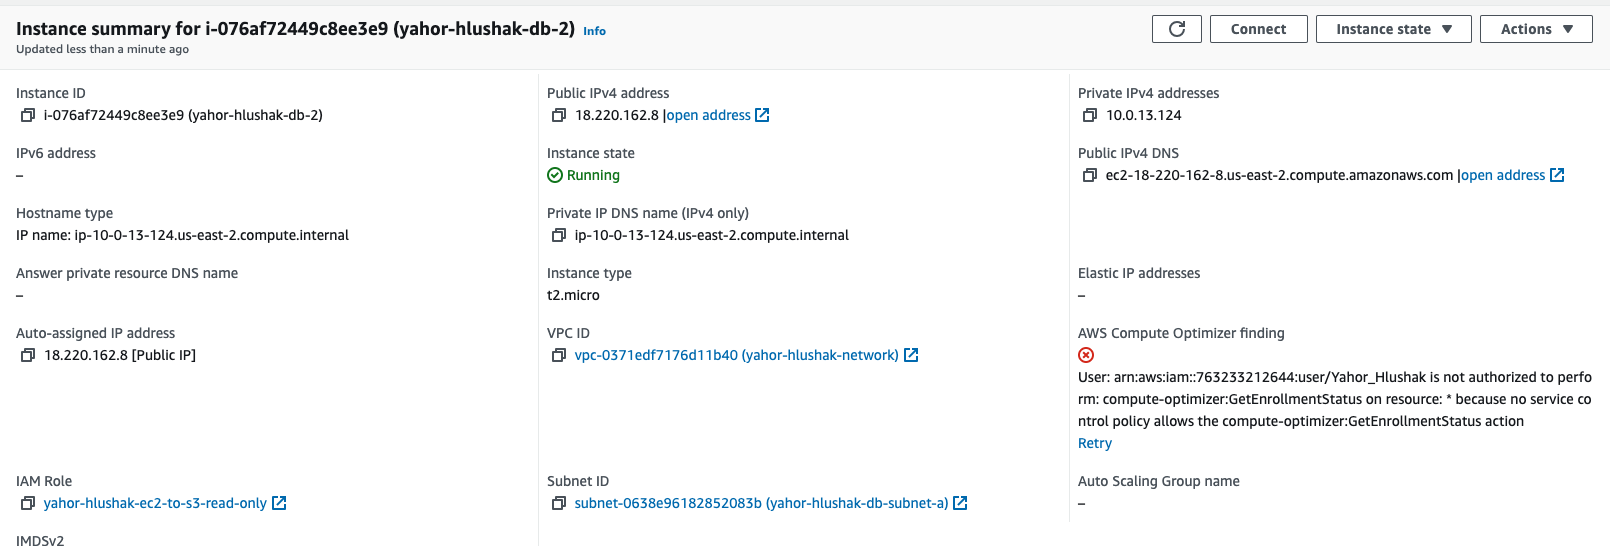 Instance summary for i-076af72449c8ee3e9 (yahor-hlushak-db-2) Info
Updated less than a minute ago
Connect
Instance state
Actions
Instance ID
i-076af72449c8ee3e9 (yahor-hlushak-db-2)
Public IPv4 address
18.220.162.8 |open address
Private IPv4 addresses
10.0.13.124
IPv6 address
–
Instance state
Running
Public IPv4 DNS
ec2-18-220-162-8.us-east-2.compute.amazonaws.com |open address
Hostname type
IP name: ip-10-0-13-124.us-east-2.compute.internal
Private IP DNS name (IPv4 only)
ip-10-0-13-124.us-east-2.compute.internal
Answer private resource DNS name
–
Instance type
t2.micro
Elastic IP addresses
–
Auto-assigned IP address
18.220.162.8 [Public IP]
VPC ID
vpc-0371edf7176d11b40 (yahor-hlushak-network)
AWS Compute Optimizer finding
User: arn:aws:iam::763233212644:user/Yahor_Hlushak is not authorized to perfo
rm: compute-optimizer:GetEnrollmentStatus on resource: * because no service co
ntrol policy allows the compute-optimizer:GetEnrollmentStatus action
Retry
IAM Role
yahor-hlushak-ec2-to-s3-read-only
Subnet ID
subnet-0638e96182852083b (yahor-hlushak-db-subnet-a)
Auto Scaling Group name
–
IMDSv2